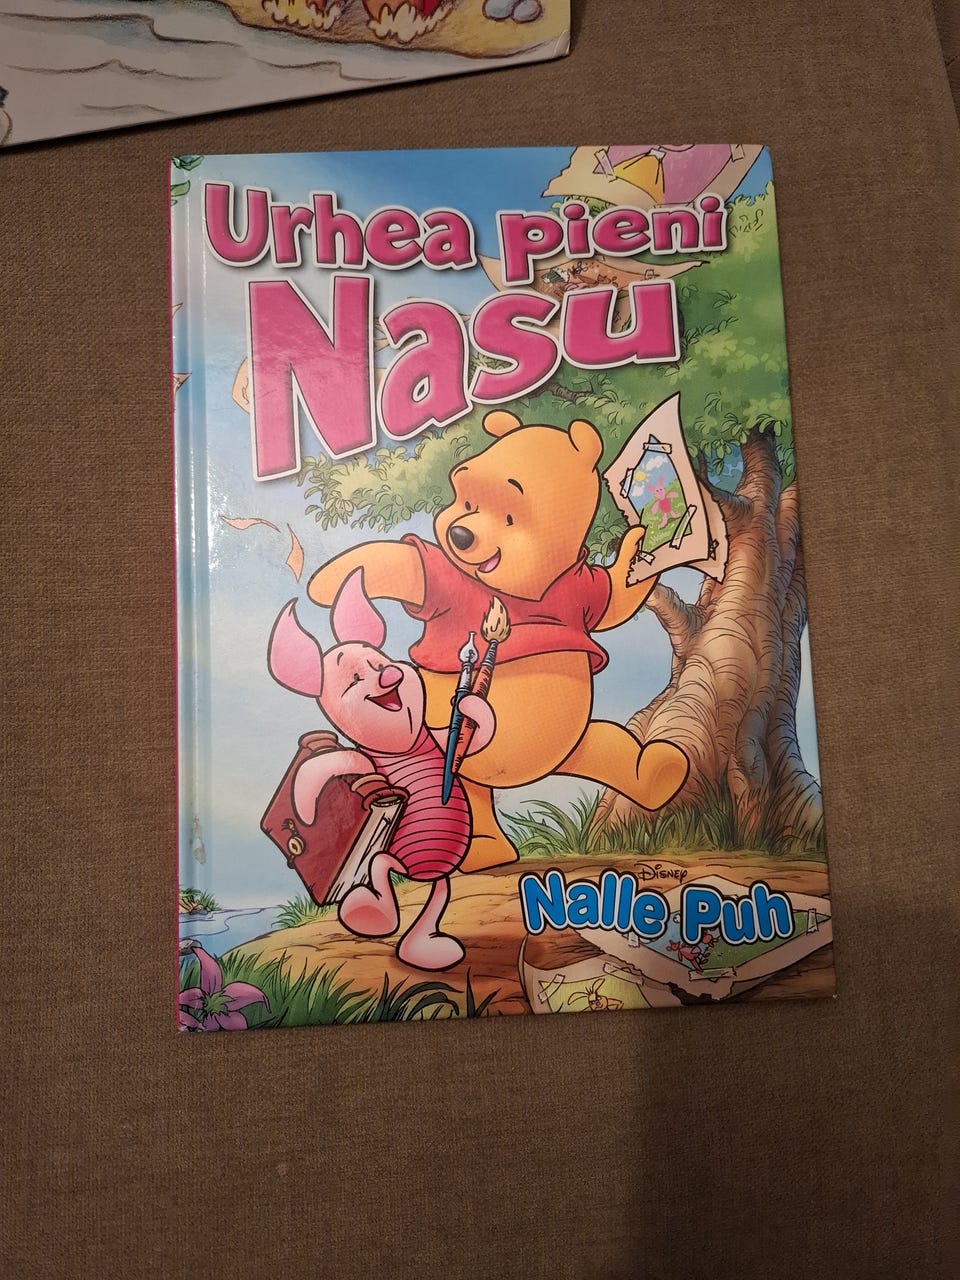 Urhea pieni
Nasu
Disney
Nalle Puh